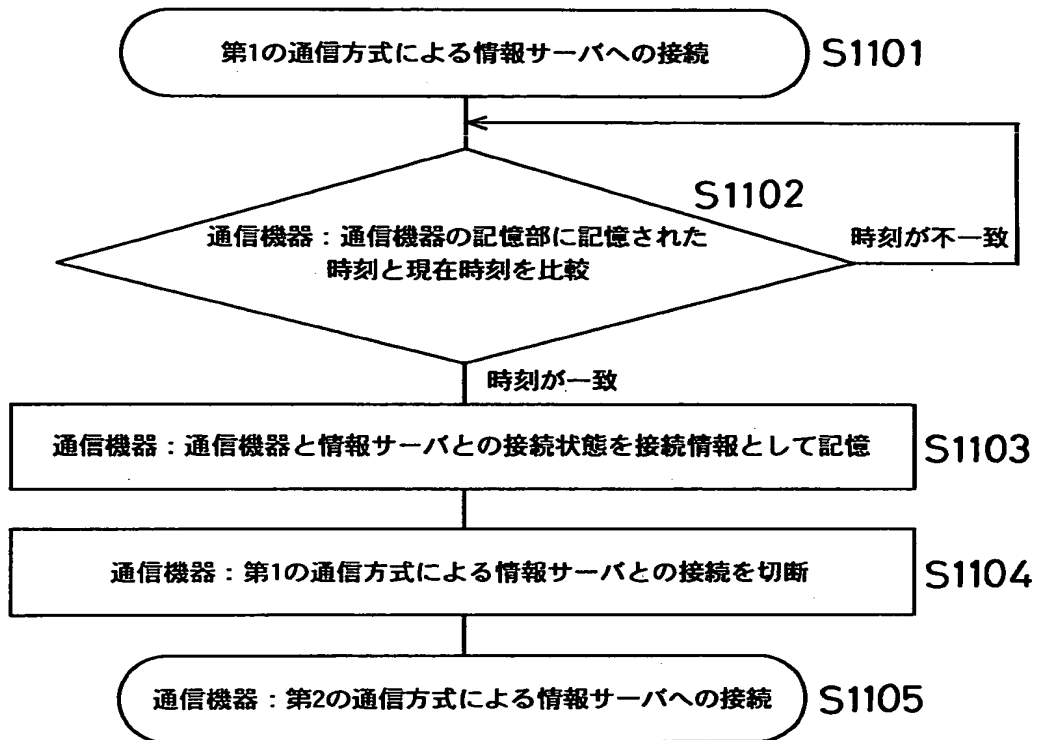 第1の通信方式による情報サーバへの接続
S1101
S1102
通信機器：通信機器の記憶部に記憶された
時刻と現在時刻を比較
時刻が不一致
時刻が一致
通信機器：通信機器と情報サーバとの接続状態を接続情報として記憶
S1103
通信機器：第1の通信方式による情報サーバとの接続を切断
S1104
通信機器：第2の通信方式による情報サーバへの接続
S1105